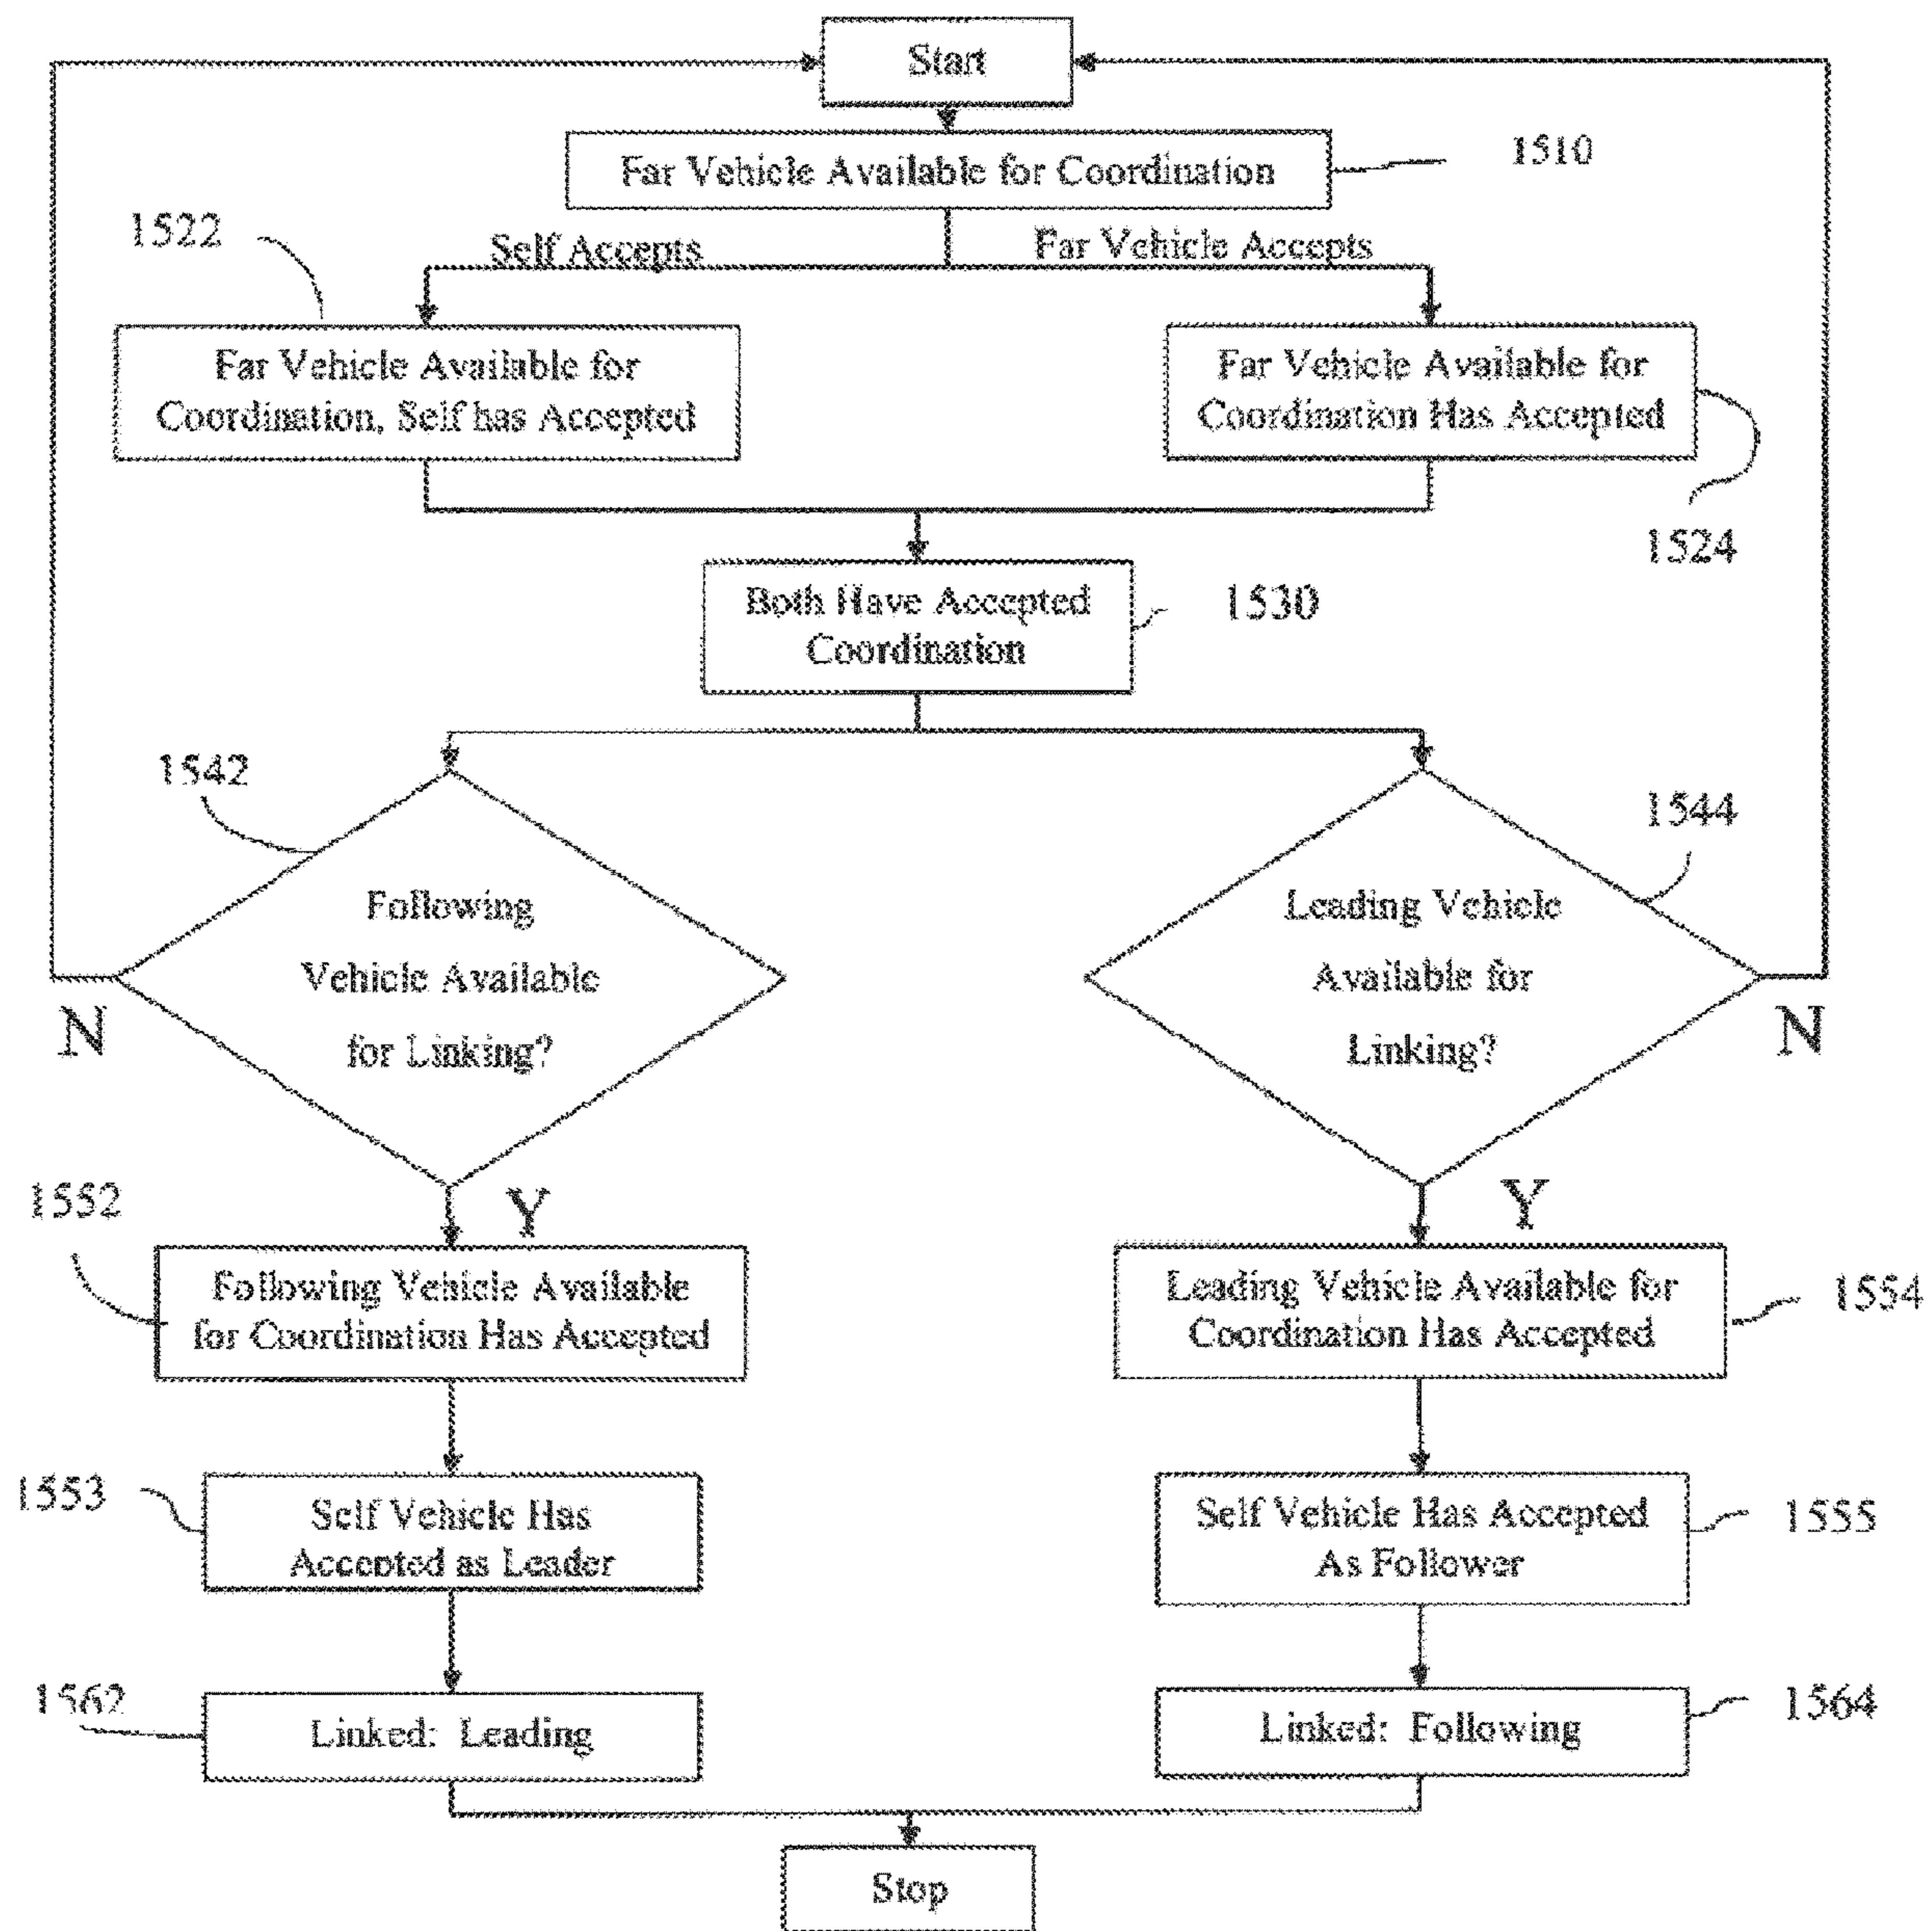 Start
Far Vehicle Available for Coordination
1510
1522
Self Accepts
Far Vehicle Accepts
Far Vehicle Available for
Coordination, Self has Accepted
Far Vehicle Available for
Coordination Has Accepted
1524
Both Have Accepted
Coordination
1530
1542
1544
Following
Vehicle Available
for Linking?
Leading Vehicle
Available for
Linking?
N
N
Y
Y
1552
Following Vehicle Available
for Coordination Has Accepted
Leading Vehicle Available for
Coordination Has Accepted
1554
1553
Self Vehicle Has
Accepted as Leader
Self Vehicle Has Accepted
As Follower
1555
1562
Linked: Leading
Linked: Following
1564
Stop